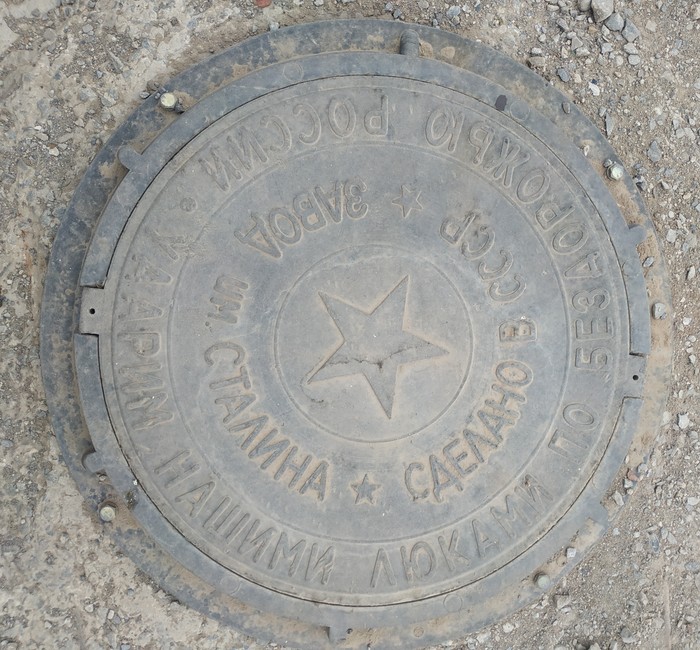 УДАРИМ НАШИМИ ЛЮКАМИ ПО БЕЗДОРОЖЬЮ РОССИИ •
ЗАВОД ИМ. СТАЛИНА ★ СДЕЛАНО В СССР ★